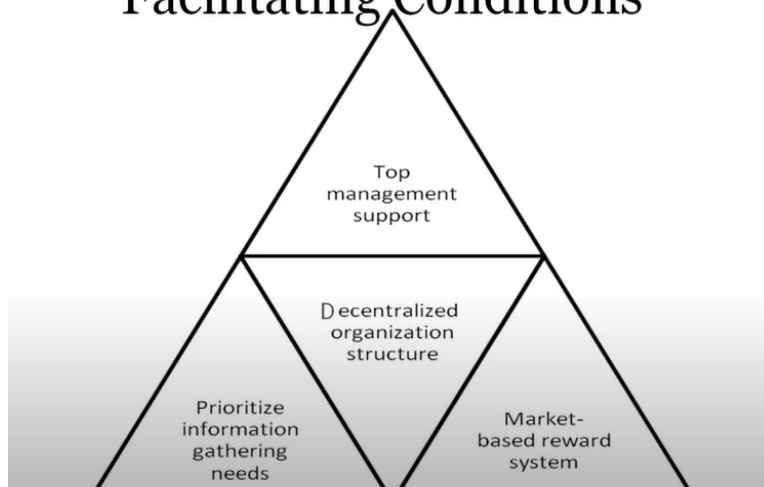 Facilitating Conditions
Top
management
support
Decentralized
organization
structure
Prioritize
information
gathering
needs
Market-
based reward
system